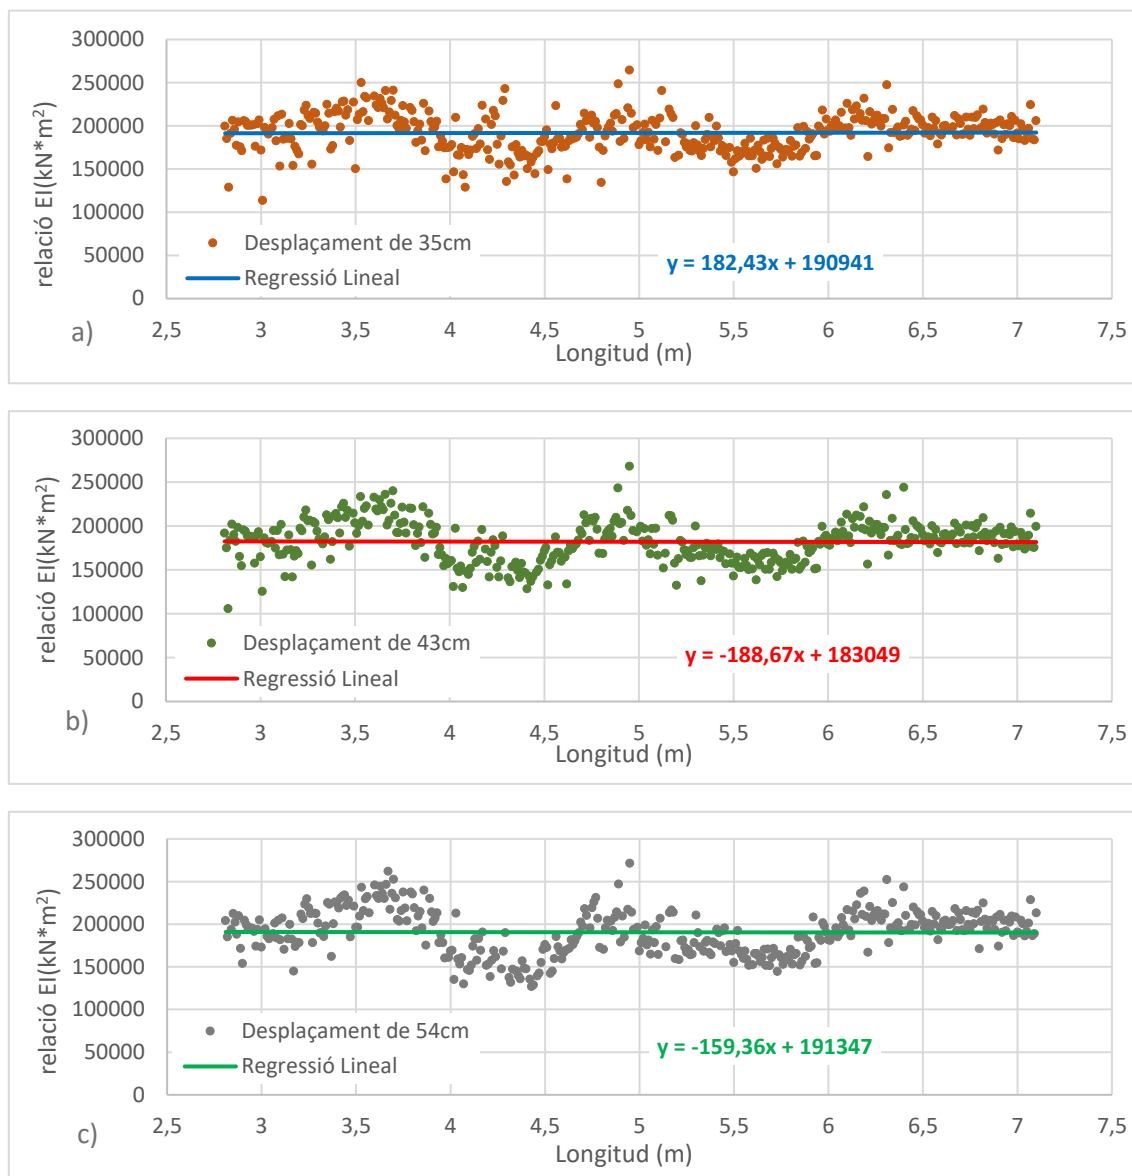 300000
250000
200000
150000
100000
50000
0
relació EI(kN*m²)
Desplaçament de 35cm
Regressió Lineal
y = 182,43x + 190941
2,5 3 3,5 4 4,5 5 5,5 6 6,5 7 7,5
Longitud (m)
a)
300000
250000
200000
150000
100000
50000
0
relació EI(kN*m²)
Desplaçament de 43cm
Regressió Lineal
y = -188,67x + 183049
2,5 3 3,5 4 4,5 5 5,5 6 6,5 7 7,5
Longitud (m)
b)
300000
250000
200000
150000
100000
50000
0
relació EI(kN*m²)
Desplaçament de 54cm
Regressió Lineal
y = -159,36x + 191347
2,5 3 3,5 4 4,5 5 5,5 6 6,5 7 7,5
Longitud (m)
c)